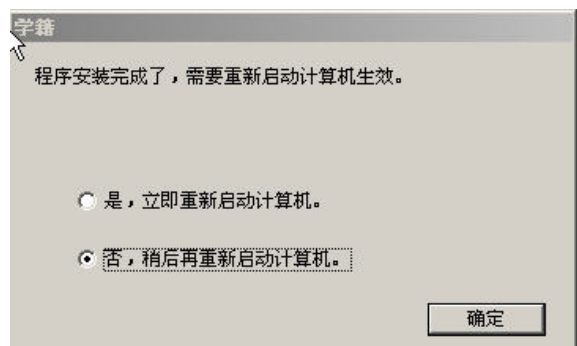 学籍
程序安装完成了，需要重新启动计算机生效。
是，立即重新启动计算机。
否，稍后再重新启动计算机。
确定